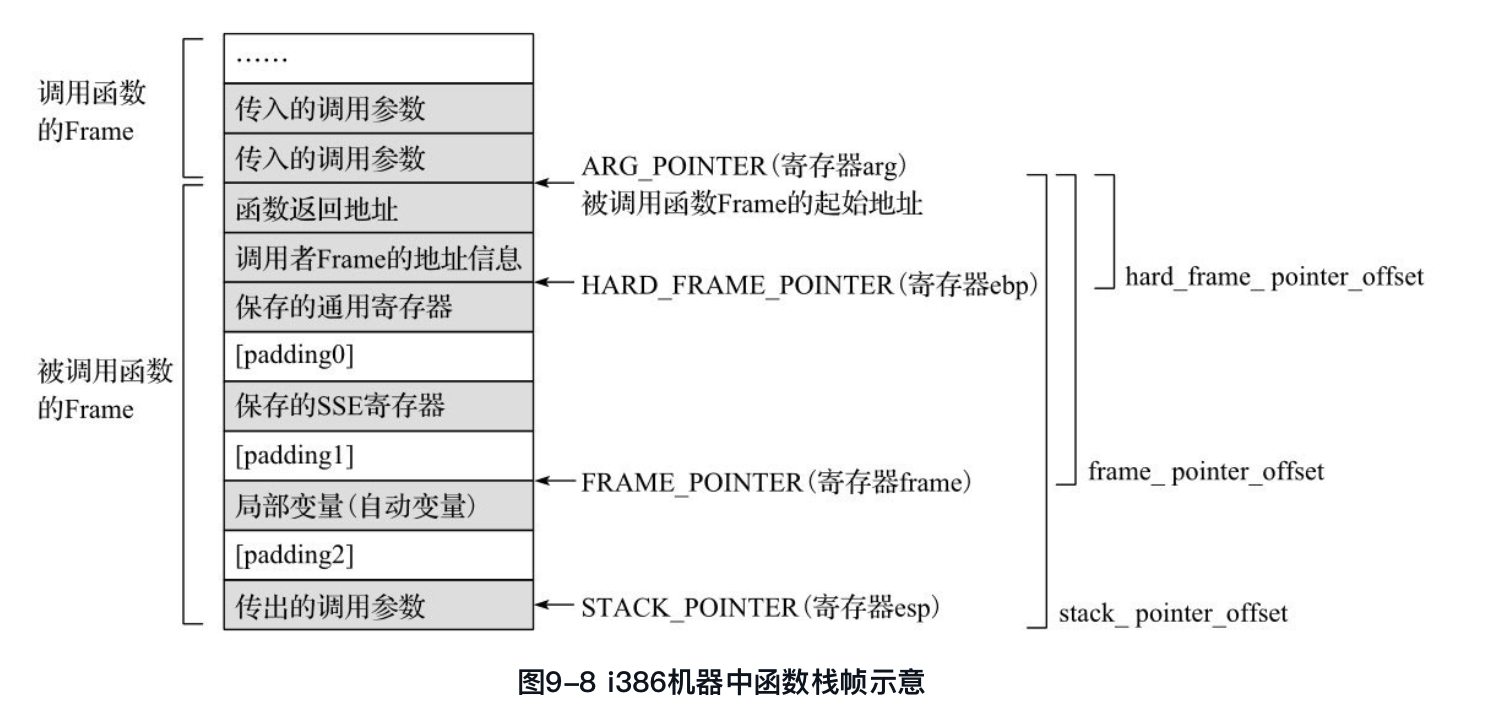 调用函数
的Frame
被调用函数
的Frame
……
传入的调用参数
传入的调用参数
函数返回地址
调用者Frame的地址信息
保存的通用寄存器
[padding0]
保存的SSE寄存器
[padding1]
局部变量(自动变量)
[padding2]
传出的调用参数
ARG_POINTER(寄存器arg)
被调用函数Frame的起始地址
HARD_FRAME_POINTER(寄存器ebp)
FRAME_POINTER(寄存器frame)
STACK_POINTER(寄存器esp)
hard_frame_ pointer_offset
frame_ pointer_offset
stack_ pointer_offset
图9-8 i386机器中函数栈帧示意